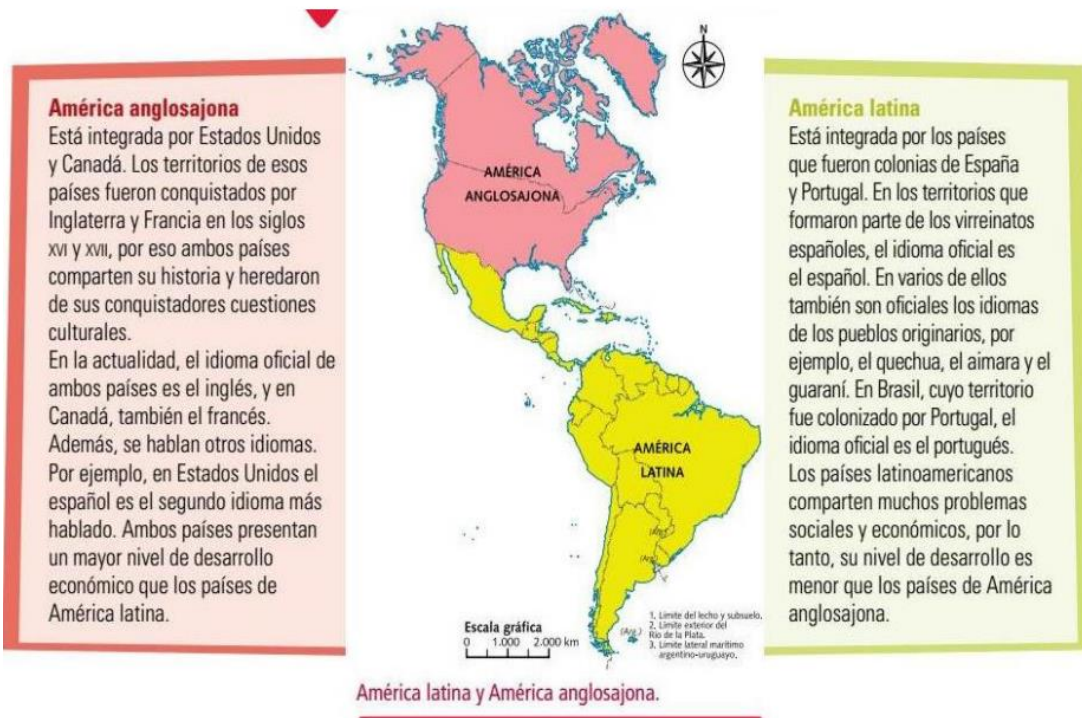 América anglosajona
Está integrada por Estados Unidos
y Canadá. Los territorios de esos
países fueron conquistados por
Inglaterra y Francia en los siglos
XVI y XVII, por eso ambos países
comparten su historia y heredaron
de sus conquistadores cuestiones
culturales.
En la actualidad, el idioma oficial de
ambos países es el inglés, y en
Canadá, también el francés.
Además, se hablan otros idiomas.
Por ejemplo, en Estados Unidos el
español es el segundo idioma más
hablado. Ambos países presentan
un mayor nivel de desarrollo
económico que los países de
América latina.
N
AMÉRICA
ANGLOSAJONA
AMÉRICA
LATINA
(Arg.)
(Arg.)
(Arg.)
Escala gráfica
0 1.000 2.000 km
1. Límite del lecho y subsuelo.
2. Límite exterior del
Río de la Plata.
3. Límite lateral marítimo
argentino-uruguayo.
América latina y América anglosajona.
América latina
Está integrada por los países
que fueron colonias de España
y Portugal. En los territorios que
formaron parte de los virreinatos
españoles, el idioma oficial es
el español. En varios de ellos
también son oficiales los idiomas
de los pueblos originarios, por
ejemplo, el quechua, el aimara y el
guaraní. En Brasil, cuyo territorio
fue colonizado por Portugal, el
idioma oficial es el portugués.
Los países latinoamericanos
comparten muchos problemas
sociales y económicos, por lo
tanto, su nivel de desarrollo es
menor que los países de América
anglosajona.